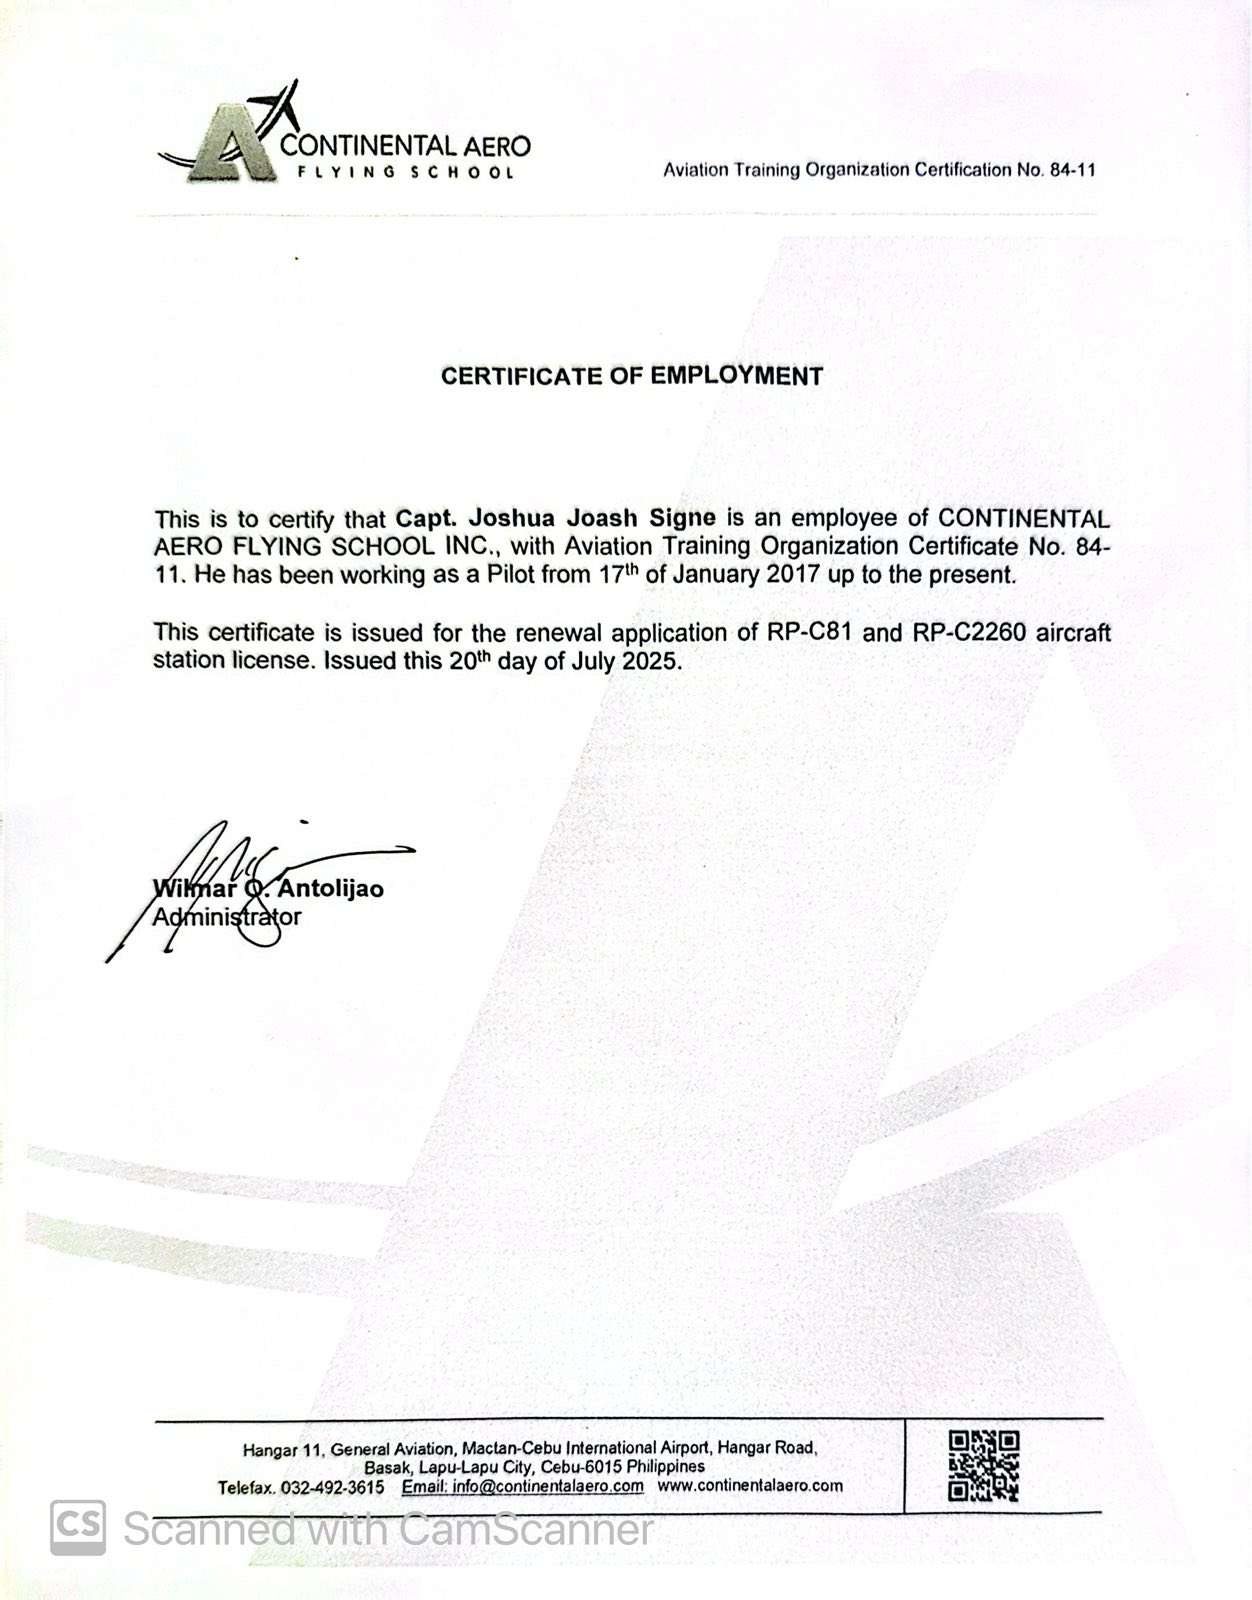 A
CONTINENTAL AERO
FLYING SCHOOL
Aviation Training Organization Certification No. 84-11
CERTIFICATE OF EMPLOYMENT
This is to certify that Capt. Joshua Joash Signe is an employee of CONTINENTAL
AERO FLYING SCHOOL INC., with Aviation Training Organization Certificate No. 84-
11. He has been working as a Pilot from 17th of January 2017 up to the present.
This certificate is issued for the renewal application of RP-C81 and RP-C2260 aircraft
station license. Issued this 20th day of July 2025.
Wilmar O. Antolijao
Administrator
Hangar 11, General Aviation, Mactan-Cebu International Airport, Hangar Road,
Basak, Lapu-Lapu City, Cebu-6015 Philippines
Telefax. 032-492-3615 Email: info@continentalaero.com www.continentalaero.com
CS Scanned with CamScanner